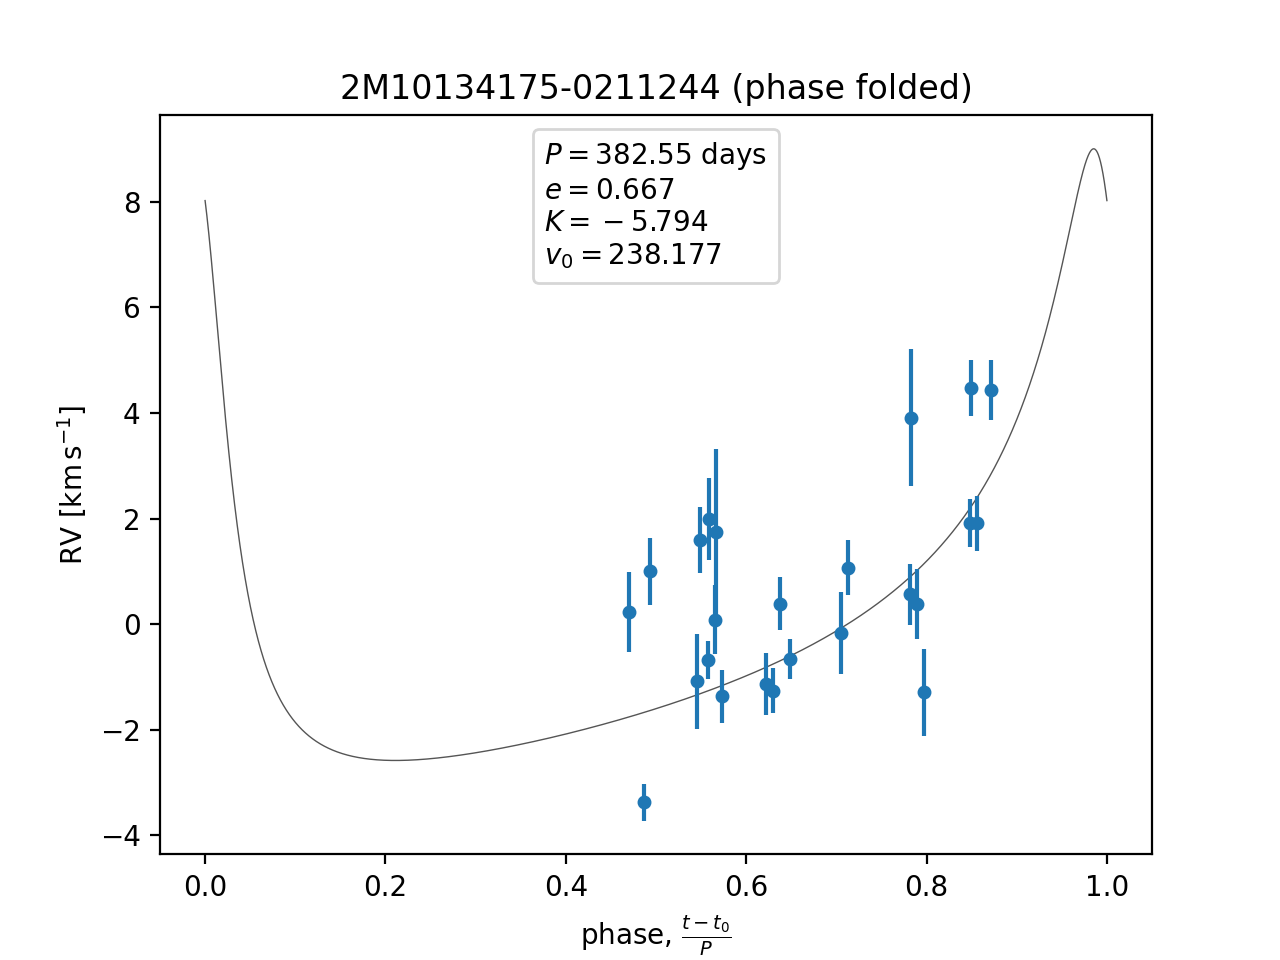 2M10134175-0211244 (phase folded)
P = 382.55 days
e = 0.667
K = −5.794
v₀ = 238.177
RV [km s⁻¹]
8
6
4
2
0
−2
−4
0.0 0.2 0.4 0.6 0.8 1.0
phase, (t − t₀)/P